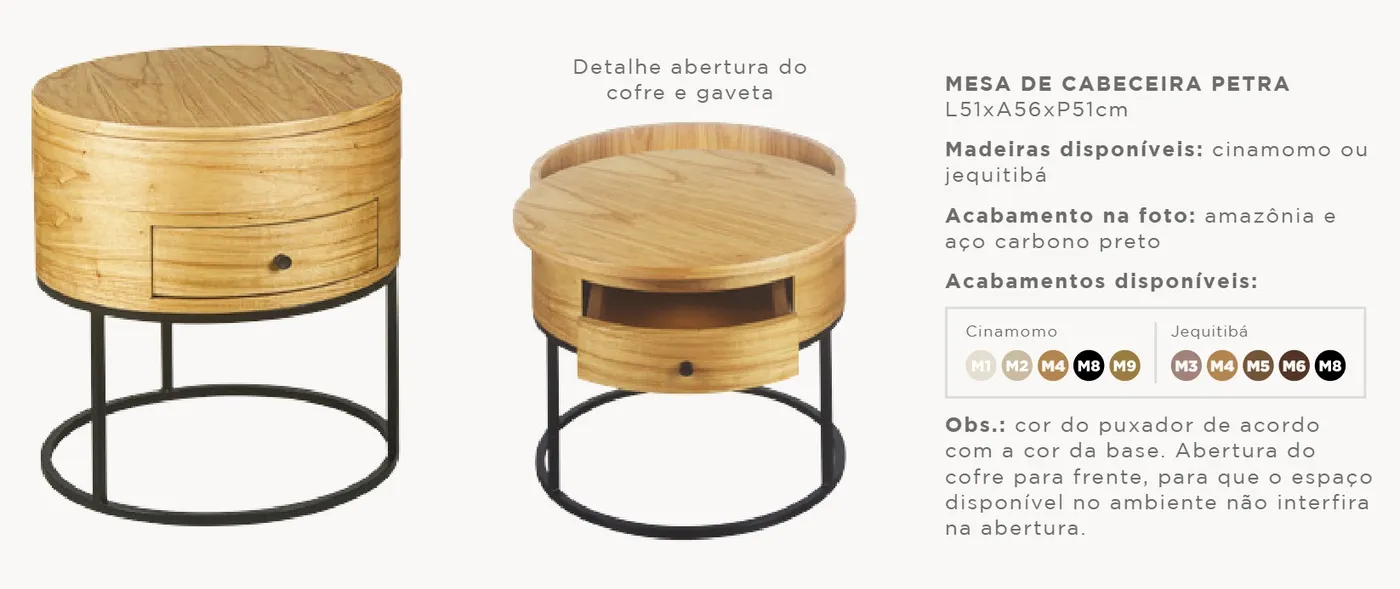 Detalhe abertura do
cofre e gaveta
MESA DE CABECEIRA PETRA
L51xA56xP51cm
Madeiras disponíveis: cinamomo ou
jequitibá
Acabamento na foto: amazônia e
aço carbono preto
Acabamentos disponíveis:
Cinamomo
M1 M2 M4 M8 M9
Jequitibá
M3 M4 M5 M6 M8
Obs.: cor do puxador de acordo
com a cor da base. Abertura do
cofre para frente, para que o espaço
disponível no ambiente não interfira
na abertura.